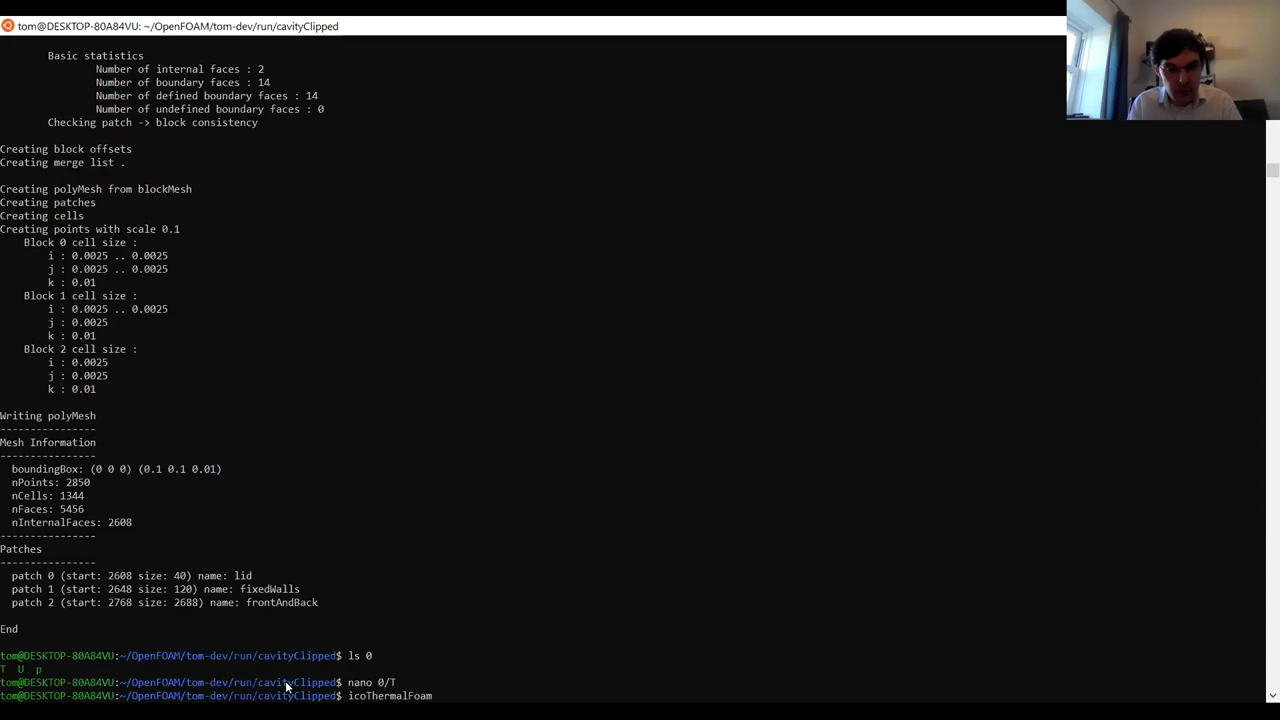 tom@DESKTOP-80A84VU: ~/OpenFOAM/tom-dev/run/cavityClipped
Basic statistics
Number of internal faces : 2
Number of boundary faces : 14
Number of defined boundary faces : 14
Number of undefined boundary faces : 0
Checking patch -> block consistency
Creating block offsets
Creating merge list .
Creating polyMesh from blockMesh
Creating patches
Creating cells
Creating points with scale 0.1
Block 0 cell size :
i : 0.0025 .. 0.0025
j : 0.0025 .. 0.0025
k : 0.01
Block 1 cell size :
i : 0.0025 .. 0.0025
j : 0.0025
k : 0.01
Block 2 cell size :
i : 0.0025
j : 0.0025
k : 0.01
Writing polyMesh
----------------
Mesh Information
----------------
boundingBox: (0 0 0) (0.1 0.1 0.01)
nPoints: 2850
nCells: 1344
nFaces: 5456
nInternalFaces: 2608
----------------
Patches
----------------
patch 0 (start: 2608 size: 40) name: lid
patch 1 (start: 2648 size: 120) name: fixedWalls
patch 2 (start: 2768 size: 2688) name: frontAndBack
End
tom@DESKTOP-80A84VU:~/OpenFOAM/tom-dev/run/cavityClipped$ ls 0
T U p
tom@DESKTOP-80A84VU:~/OpenFOAM/tom-dev/run/cavityClipped$ nano 0/T
tom@DESKTOP-80A84VU:~/OpenFOAM/tom-dev/run/cavityClipped$ icoThermalFoam